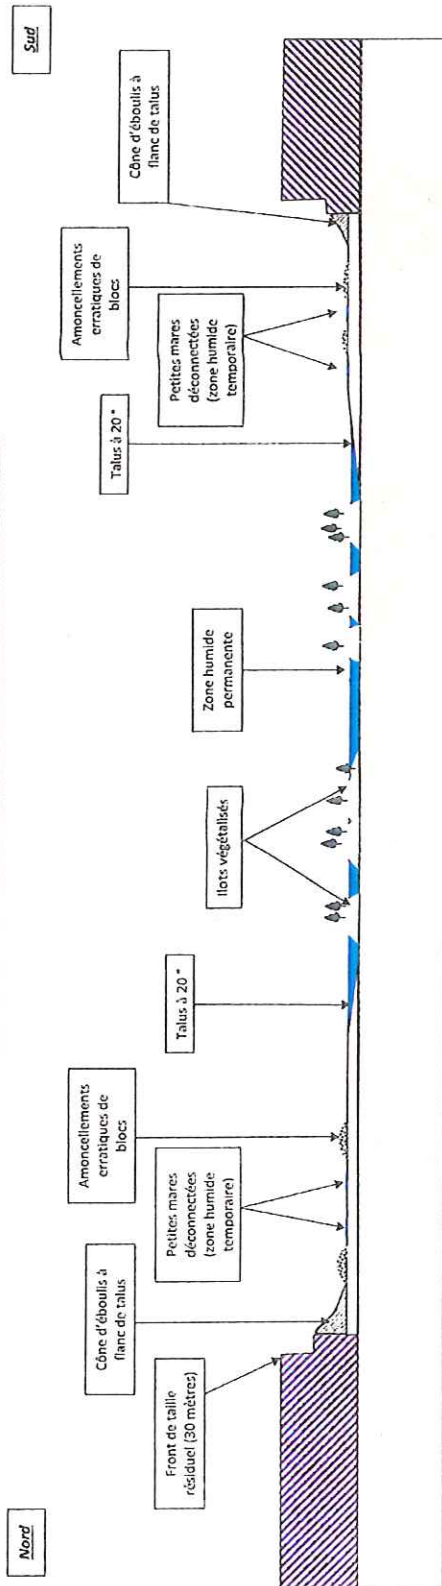 Nord
Sud
Front de taille
résiduel (30 mètres)
Cône d'éboulis à
flanc de talus
Petites mares
déconnectées
(zone humide
temporaire)
Amoncellements
erratiques de
blocs
Talus à 20 °
Ilots végétalisés
Zone humide
permanente
Talus à 20 °
Petites mares
déconnectées
(zone humide
temporaire)
Amoncellements
erratiques de
blocs
Cône d'éboulis à
flanc de talus